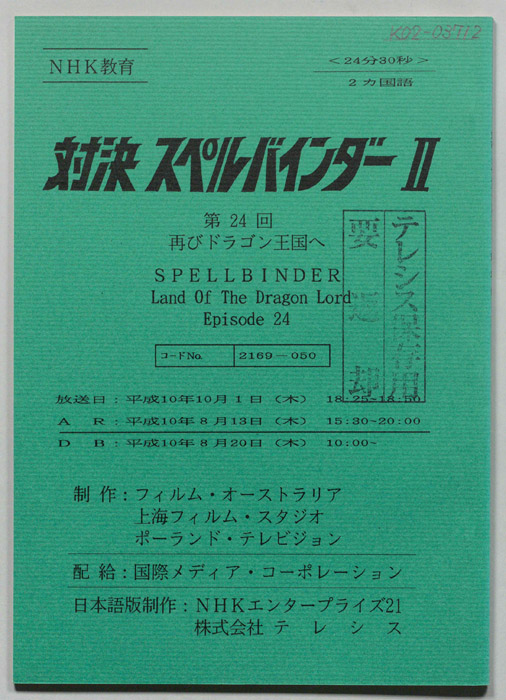 K02-03712
NHK教育
<24分30秒>
2カ国語
対決 スペルバインダー II
第24回
再びドラゴン王国へ
SPELLBINDER
Land Of The Dragon Lord
Episode 24
テレシス保存用
要返却
コードNo. 2169-050
放送日：平成10年10月1日（木） 18:25-18:50
A R：平成10年8月13日（木） 15:30~20:00
D B：平成10年8月20日（木） 10:00~
制作：フィルム・オーストラリア
上海フィルム・スタジオ
ポーランド・テレビジョン
配給：国際メディア・コーポレーション
日本語版制作：NHKエンタープライズ21
株式会社 テレシス